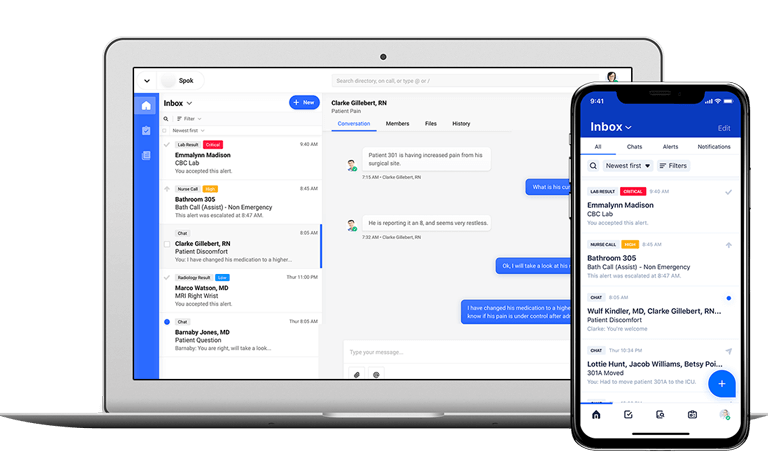 Spok
Search directory, on call, or type @ or /
Inbox
+ New
Filter
Newest first
Lab Result Critical 9:40 AM
Emmalynn Madison
CBC Lab
You accepted this alert.
Nurse Call High 8:45 AM
Bathroom 305
Bath Call (Assist) - Non Emergency
This alert was escalated at 8:47 AM.
Chat 8:05 AM
Clarke Gillebert, RN
Patient Discomfort
You: I have changed his medication to a higher...
Radiology Result Low Thur 11:00 PM
Marco Watson, MD
MRI Right Wrist
You accepted this alert.
Chat Thur 8:05 AM
Barnaby Jones, MD
Patient Question
Barnaby: You are right, will take a look...
Clarke Gillebert, RN
Patient Pain
Conversation Members Files History
Patient 301 is having increased pain from his
surgical site.
7:15 AM • Clarke Gillebert, RN
What is his
He is reporting it an 8, and seems very restless.
7:32 AM • Clarke Gillebert, RN
Ok, I will take a look at his
I have changed his medication to a
know if his pain is under control after
Type your message...
9:41
Inbox
Edit
All Chats Alerts Notifications
Newest first Filters
LAB RESULT CRITICAL 9:40 AM
Emmalynn Madison
CBC Lab
You accepted this alert.
NURSE CALL HIGH 8:45 AM
Bathroom 305
Bath Call (Assist) - Non Emergency
This alert was escalated at 8:47 AM.
CHAT 8:05 AM
Wulf Kindler, MD, Clarke Gillebert, RN...
Patient Discomfort
Clarke: You're welcome
CHAT Thur 10:34 PM
Lottie Hunt, Jacob Williams, Betsy Poi...
301A Moved
You: Had to move patient 301A to the ICU.